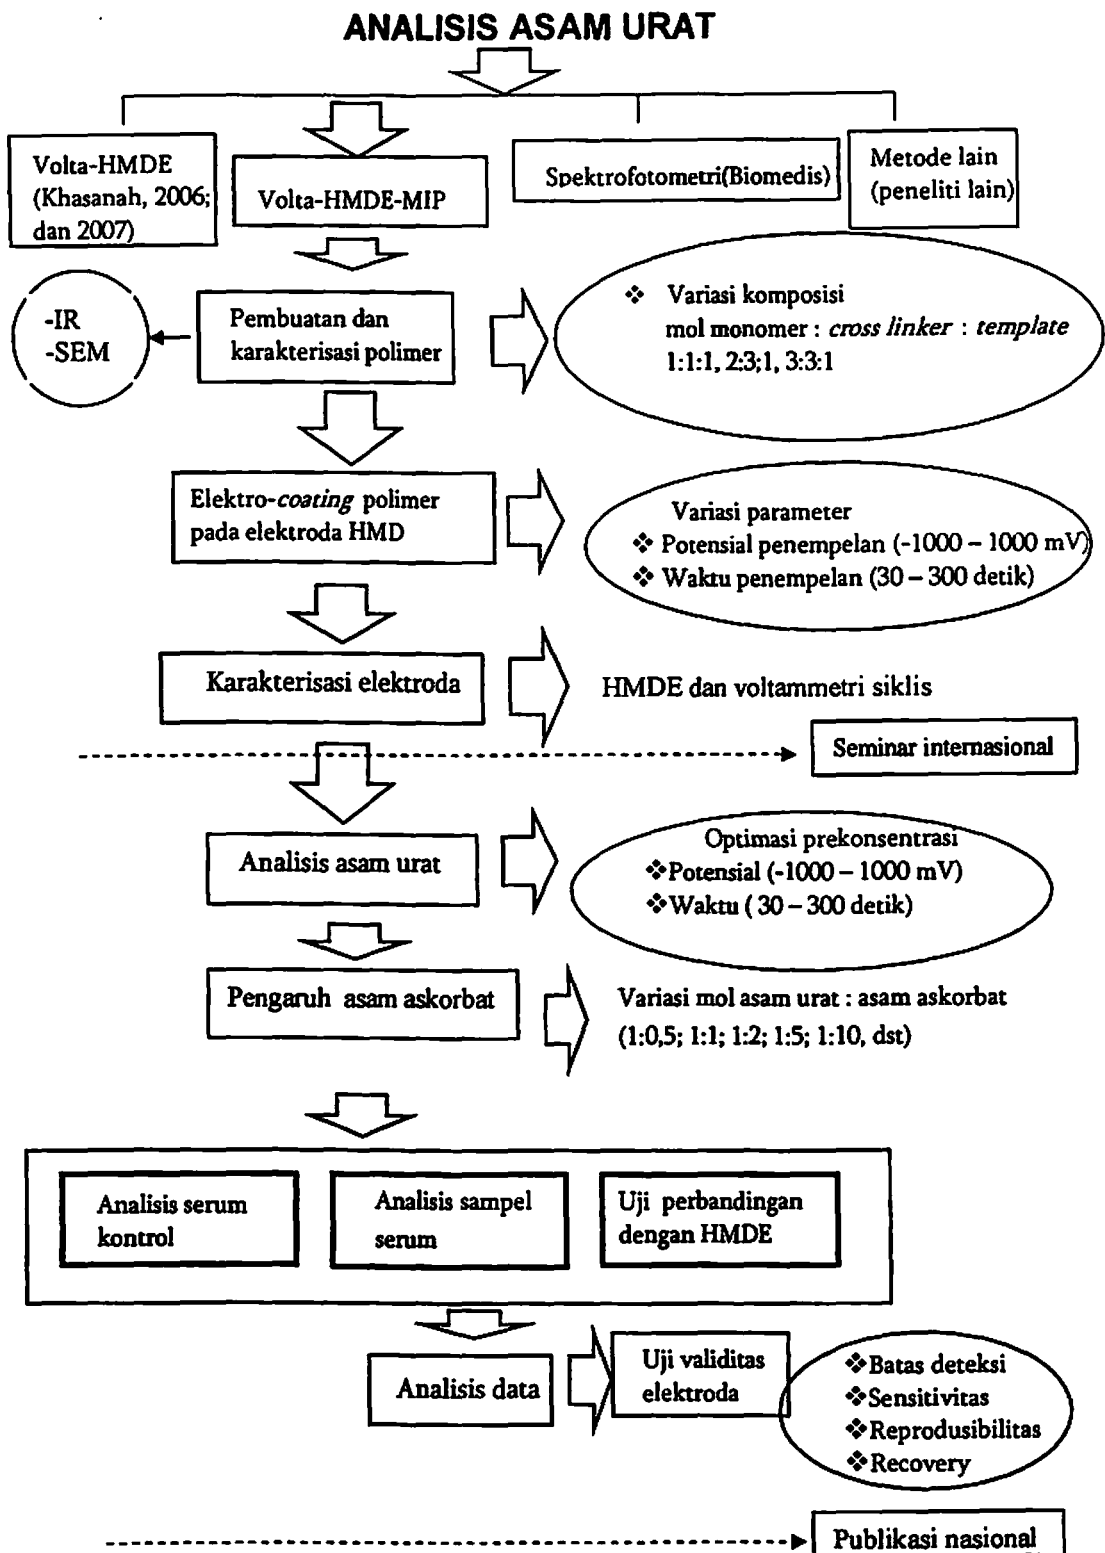 ANALISIS ASAM URAT
Volta-HMDE
(Khasanah, 2006;
dan 2007)
Volta-HMDE-MIP
Spektrofotometri(Biomedis)
Metode lain
(peneliti lain)
-IR
-SEM
Pembuatan dan
karakterisasi polimer
❖ Variasi komposisi
mol monomer : cross linker : template
1:1:1, 2:3;1, 3:3:1
Elektro-coating polimer
pada elektroda HMD
Variasi parameter
❖ Potensial penempelan (-1000 – 1000 mV)
❖ Waktu penempelan (30 – 300 detik)
Karakterisasi elektroda
HMDE dan voltammetri siklis
Seminar internasional
Analisis asam urat
Optimasi prekonsentrasi
❖Potensial (-1000 – 1000 mV)
❖Waktu ( 30 – 300 detik)
Pengaruh asam askorbat
Variasi mol asam urat : asam askorbat
(1:0,5; 1:1; 1:2; 1:5; 1:10, dst)
Analisis serum
kontrol
Analisis sampel
serum
Uji perbandingan
dengan HMDE
Analisis data
Uji validitas
elektroda
❖Batas deteksi
❖Sensitivitas
❖Reprodusibilitas
❖Recovery
Publikasi nasional